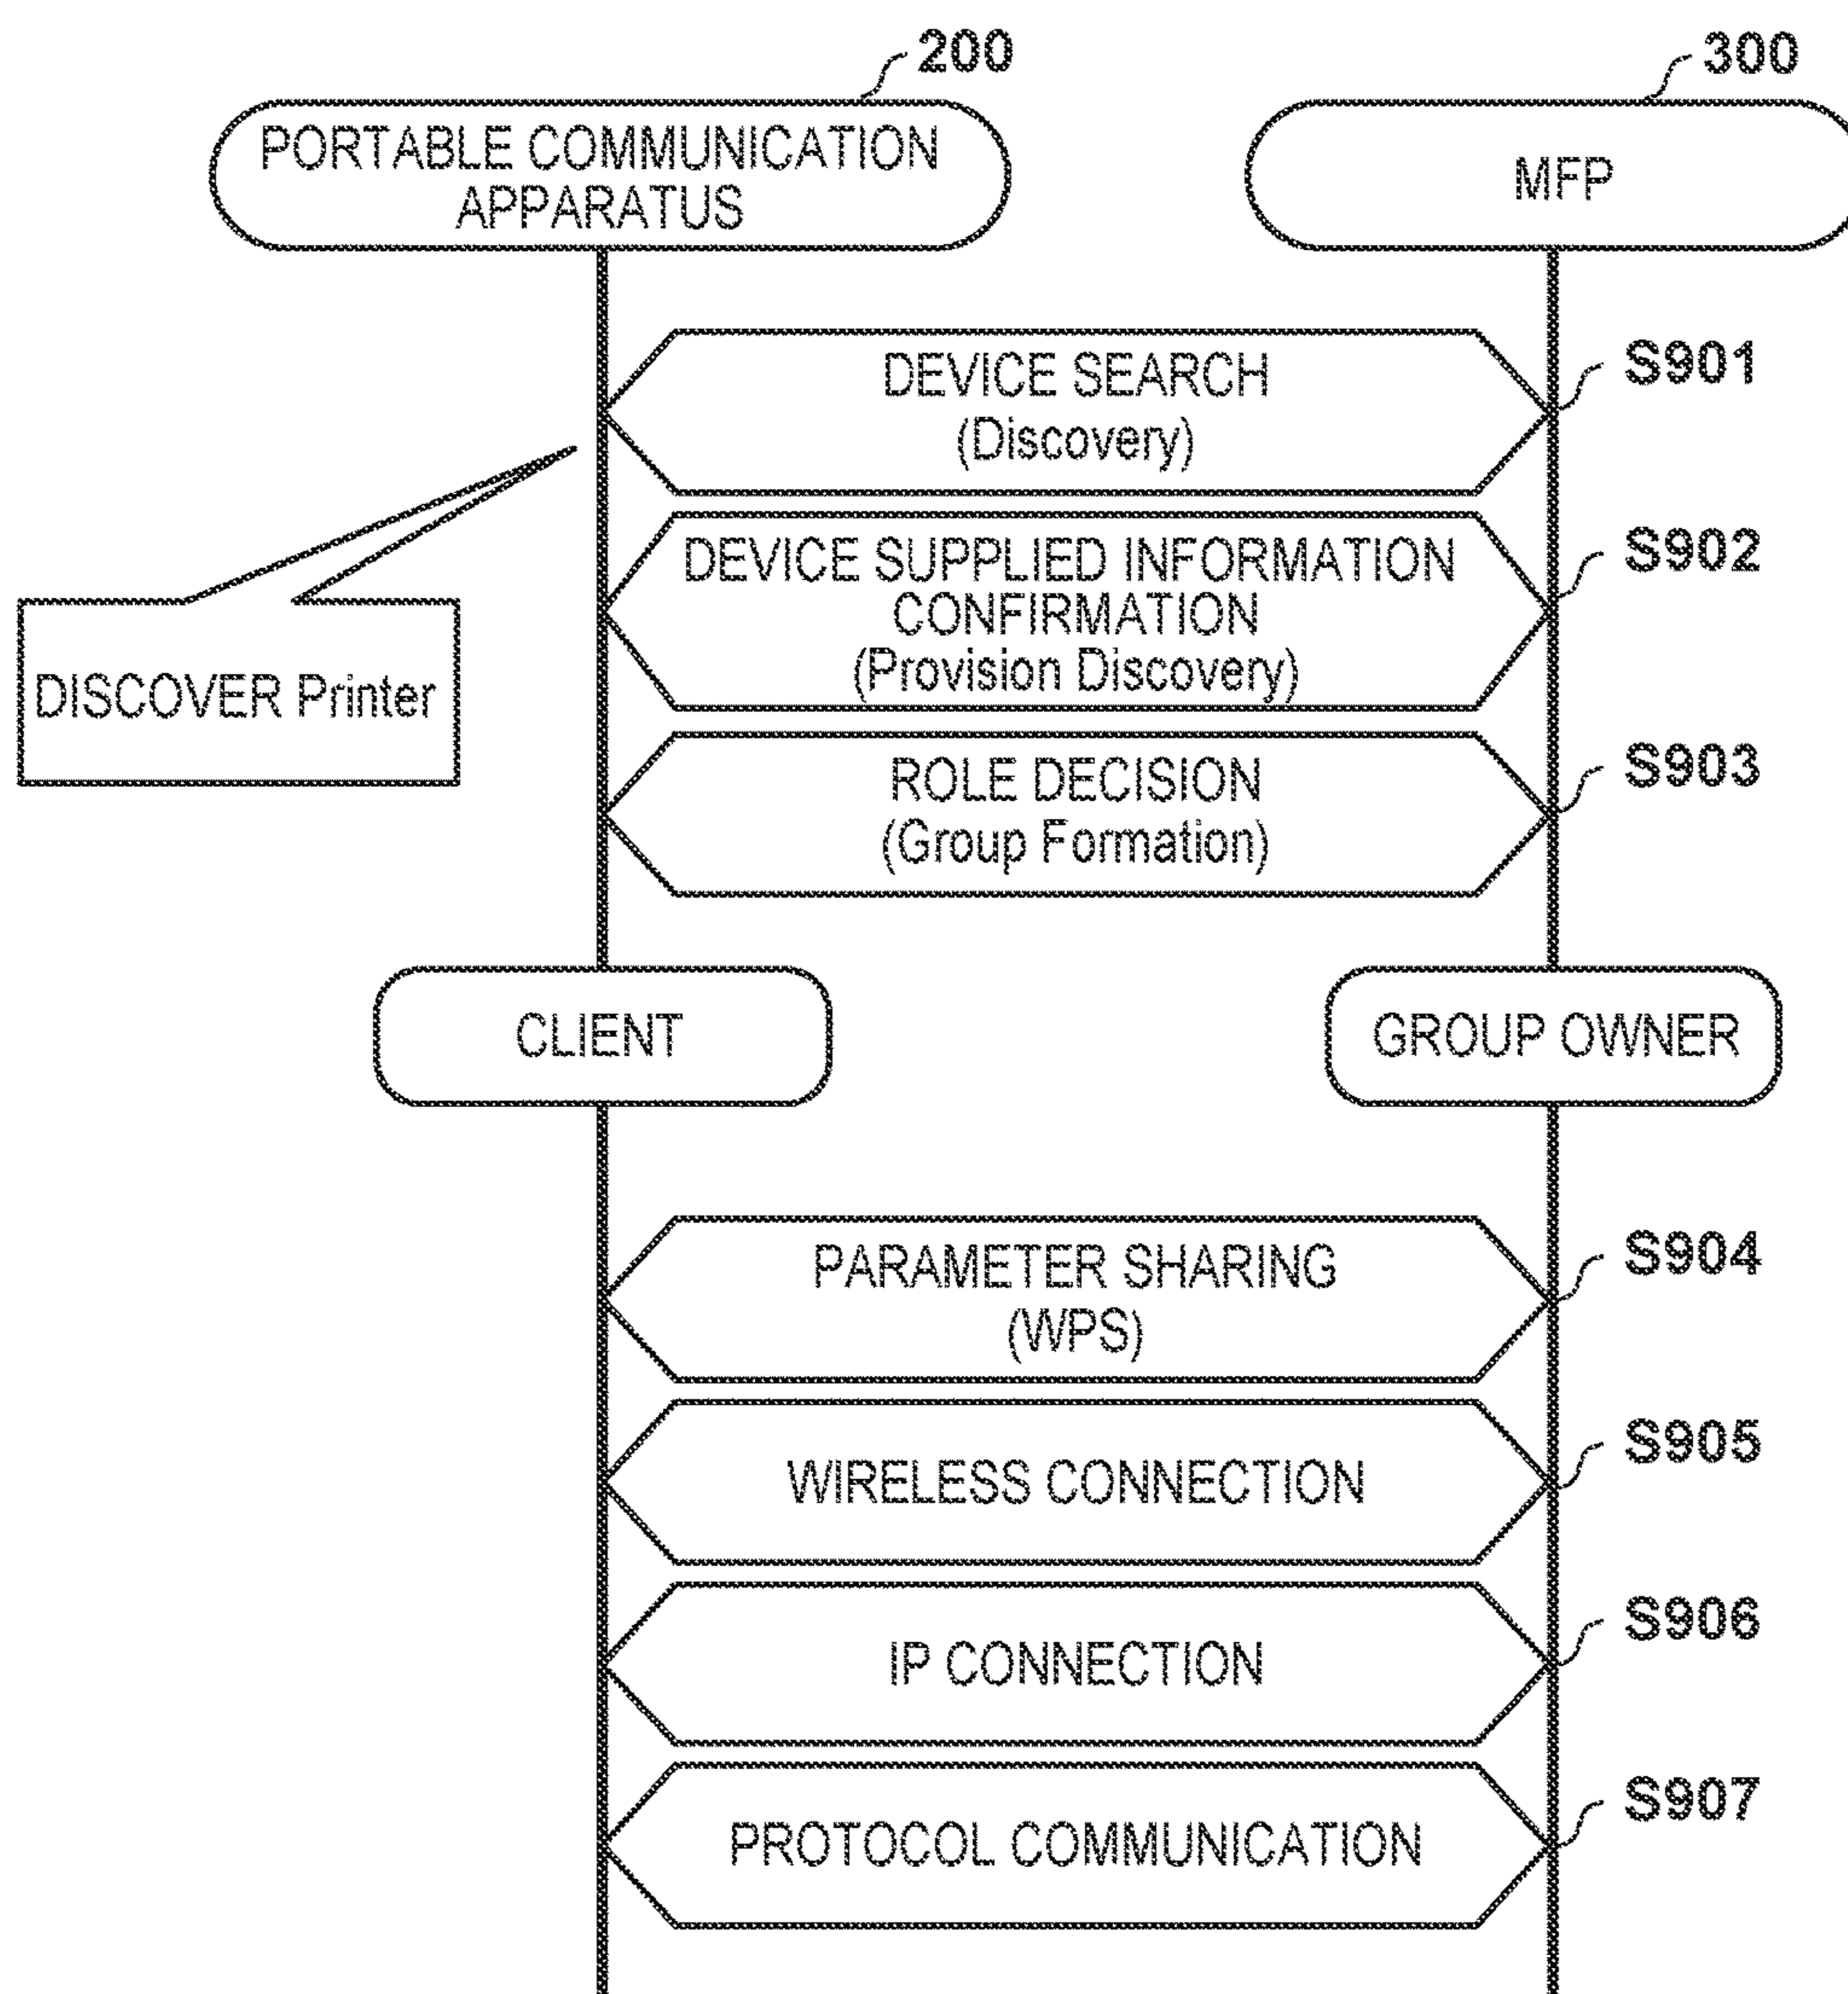 200
300
PORTABLE COMMUNICATION
APPARATUS
MFP
DEVICE SEARCH
(Discovery)
S901
DEVICE SUPPLIED INFORMATION
CONFIRMATION
(Provision Discovery)
S902
DISCOVER Printer
ROLE DECISION
(Group Formation)
S903
CLIENT
GROUP OWNER
PARAMETER SHARING
(WPS)
S904
WIRELESS CONNECTION
S905
IP CONNECTION
S906
PROTOCOL COMMUNICATION
S907